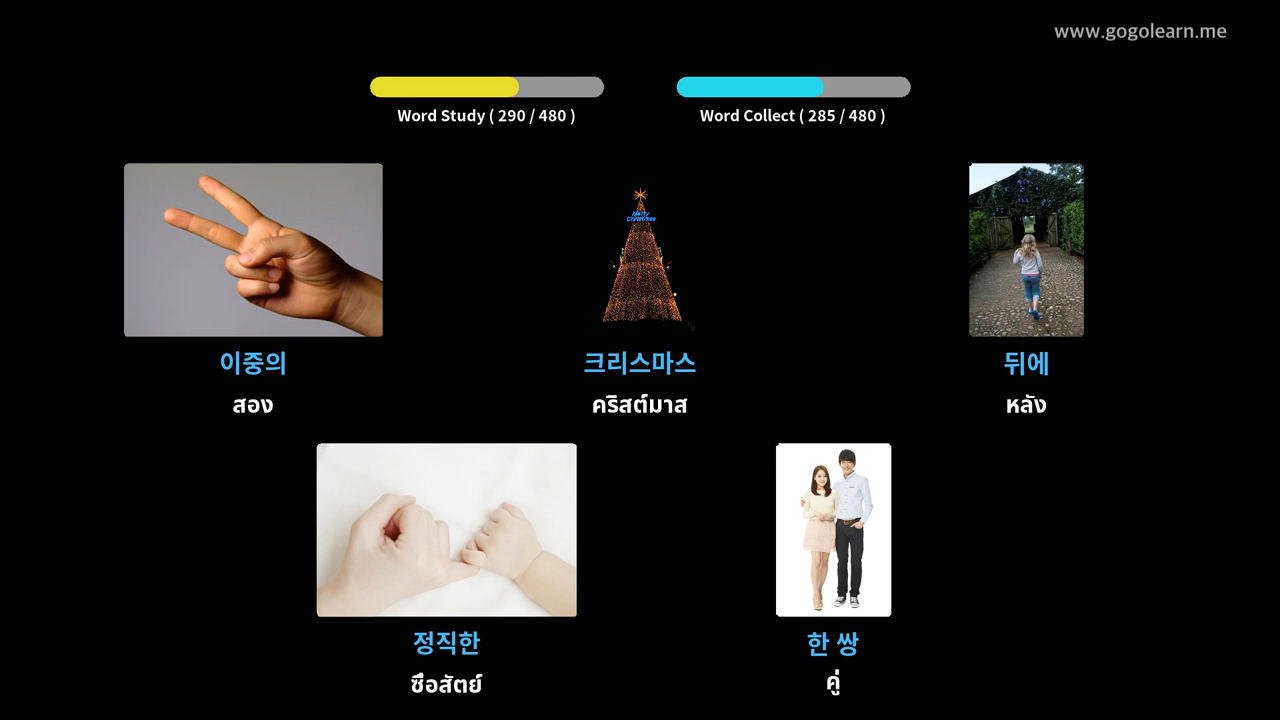 www.gogolearn.me
Word Study ( 290 / 480 )
Word Collect ( 285 / 480 )
Merry
Christmas
이중의
크리스마스
뒤에
สอง
คริสต์มาส
หลัง
정직한
한 쌍
ซื่อสัตย์
คู่